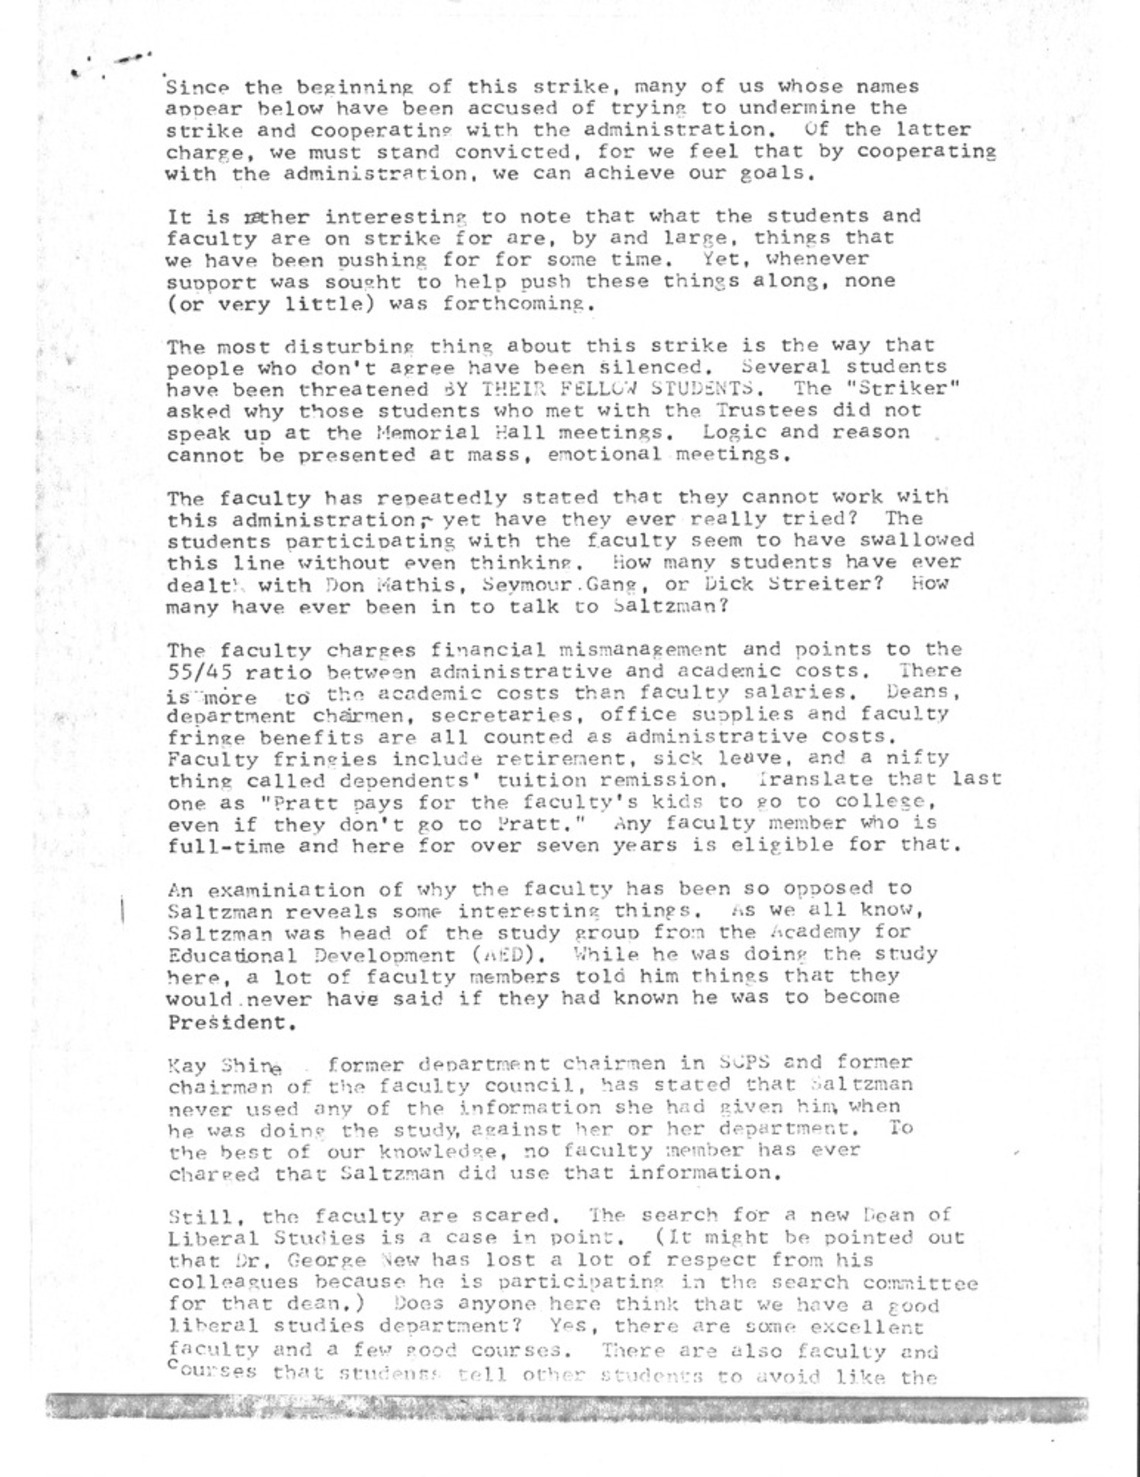 Since the beginning of this strike, many of us whose names
appear below have been accused of trying to undermine the
strike and cooperating with the administration. Of the latter
charge, we must stand convicted, for we feel that by cooperating
with the administration, we can achieve our goals.
It is rather interesting to note that what the students and
faculty are on strike for are, by and large, things that
we have been pushing for for some time. Yet, whenever
support was sought to help push these things along, none
(or very little) was forthcoming.
The most disturbing thing about this strike is the way that
people who don't agree have been silenced. Several students
have been threatened BY THEIR FELLOW STUDENTS. The "Striker"
asked why those students who met with the Trustees did not
speak up at the Memorial Hall meetings. Logic and reason
cannot be presented at mass, emotional meetings.
The faculty has repeatedly stated that they cannot work with
this administration; yet have they ever really tried? The
students participating with the faculty seem to have swallowed
this line without even thinking. How many students have ever
dealt with Don Mathis, Seymour Gang, or Dick Streiter? How
many have ever been in to talk to Saltzman?
The faculty charges financial mismanagement and points to the
55/45 ratio between administrative and academic costs. There
is more to the academic costs than faculty salaries. Deans,
department chairmen, secretaries, office supplies and faculty
fringe benefits are all counted as administrative costs.
Faculty fringies include retirement, sick leave, and a nifty
thing called dependents' tuition remission. Translate that last
one as "Pratt pays for the faculty's kids to go to college,
even if they don't go to Pratt." Any faculty member who is
full-time and here for over seven years is eligible for that.
An examiniation of why the faculty has been so opposed to
Saltzman reveals some interesting things. As we all know,
Saltzman was head of the study group from the Academy for
Educational Development (AED). While he was doing the study
here, a lot of faculty members told him things that they
would never have said if they had known he was to become
President.
Kay Shine former department chairmen in SCPS and former
chairman of the faculty council, has stated that Saltzman
never used any of the information she had given him, when
he was doing the study, against her or her department. To
the best of our knowledge, no faculty member has ever
charged that Saltzman did use that information.
Still, the faculty are scared. The search for a new Dean of
Liberal Studies is a case in point. (It might be pointed out
that Dr. George New has lost a lot of respect from his
colleagues because he is participating in the search committee
for that dean.) Does anyone here think that we have a good
liberal studies department? Yes, there are some excellent
faculty and a few good courses. There are also faculty and
courses that students tell other students to avoid like the